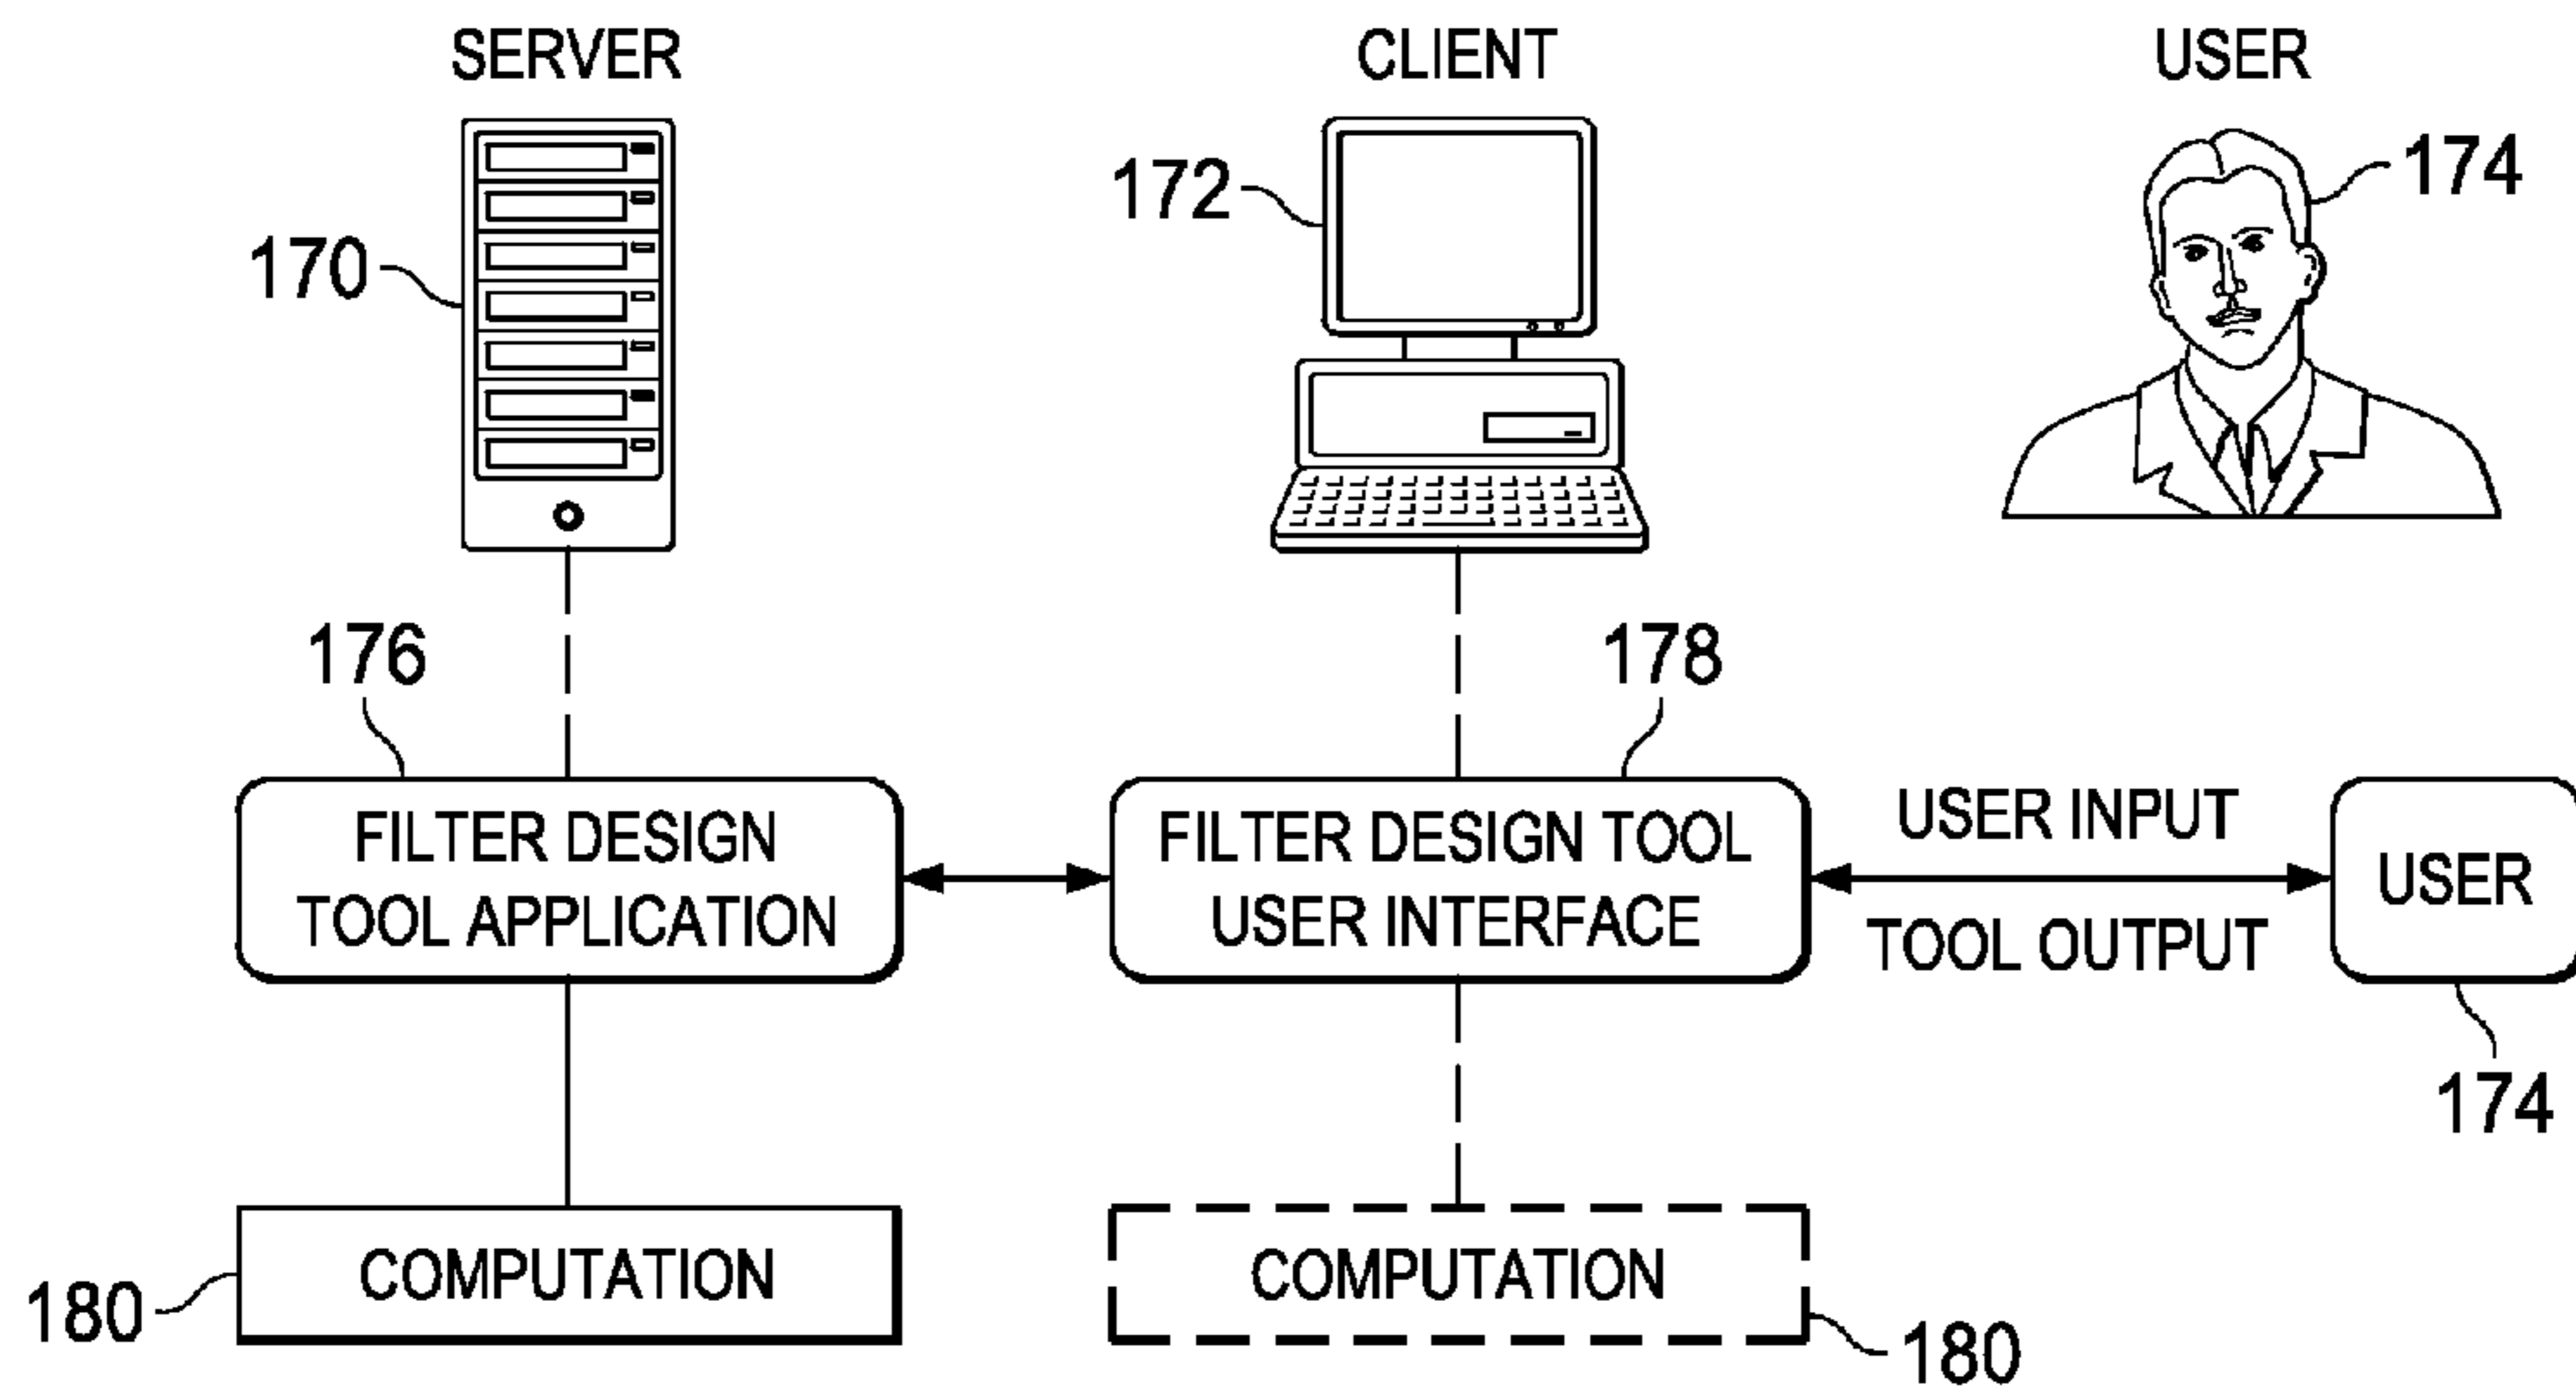 SERVER
CLIENT
USER
170
172
174
176
178
FILTER DESIGN
TOOL APPLICATION
FILTER DESIGN TOOL
USER INTERFACE
USER INPUT
TOOL OUTPUT
USER
174
180
COMPUTATION
COMPUTATION
180